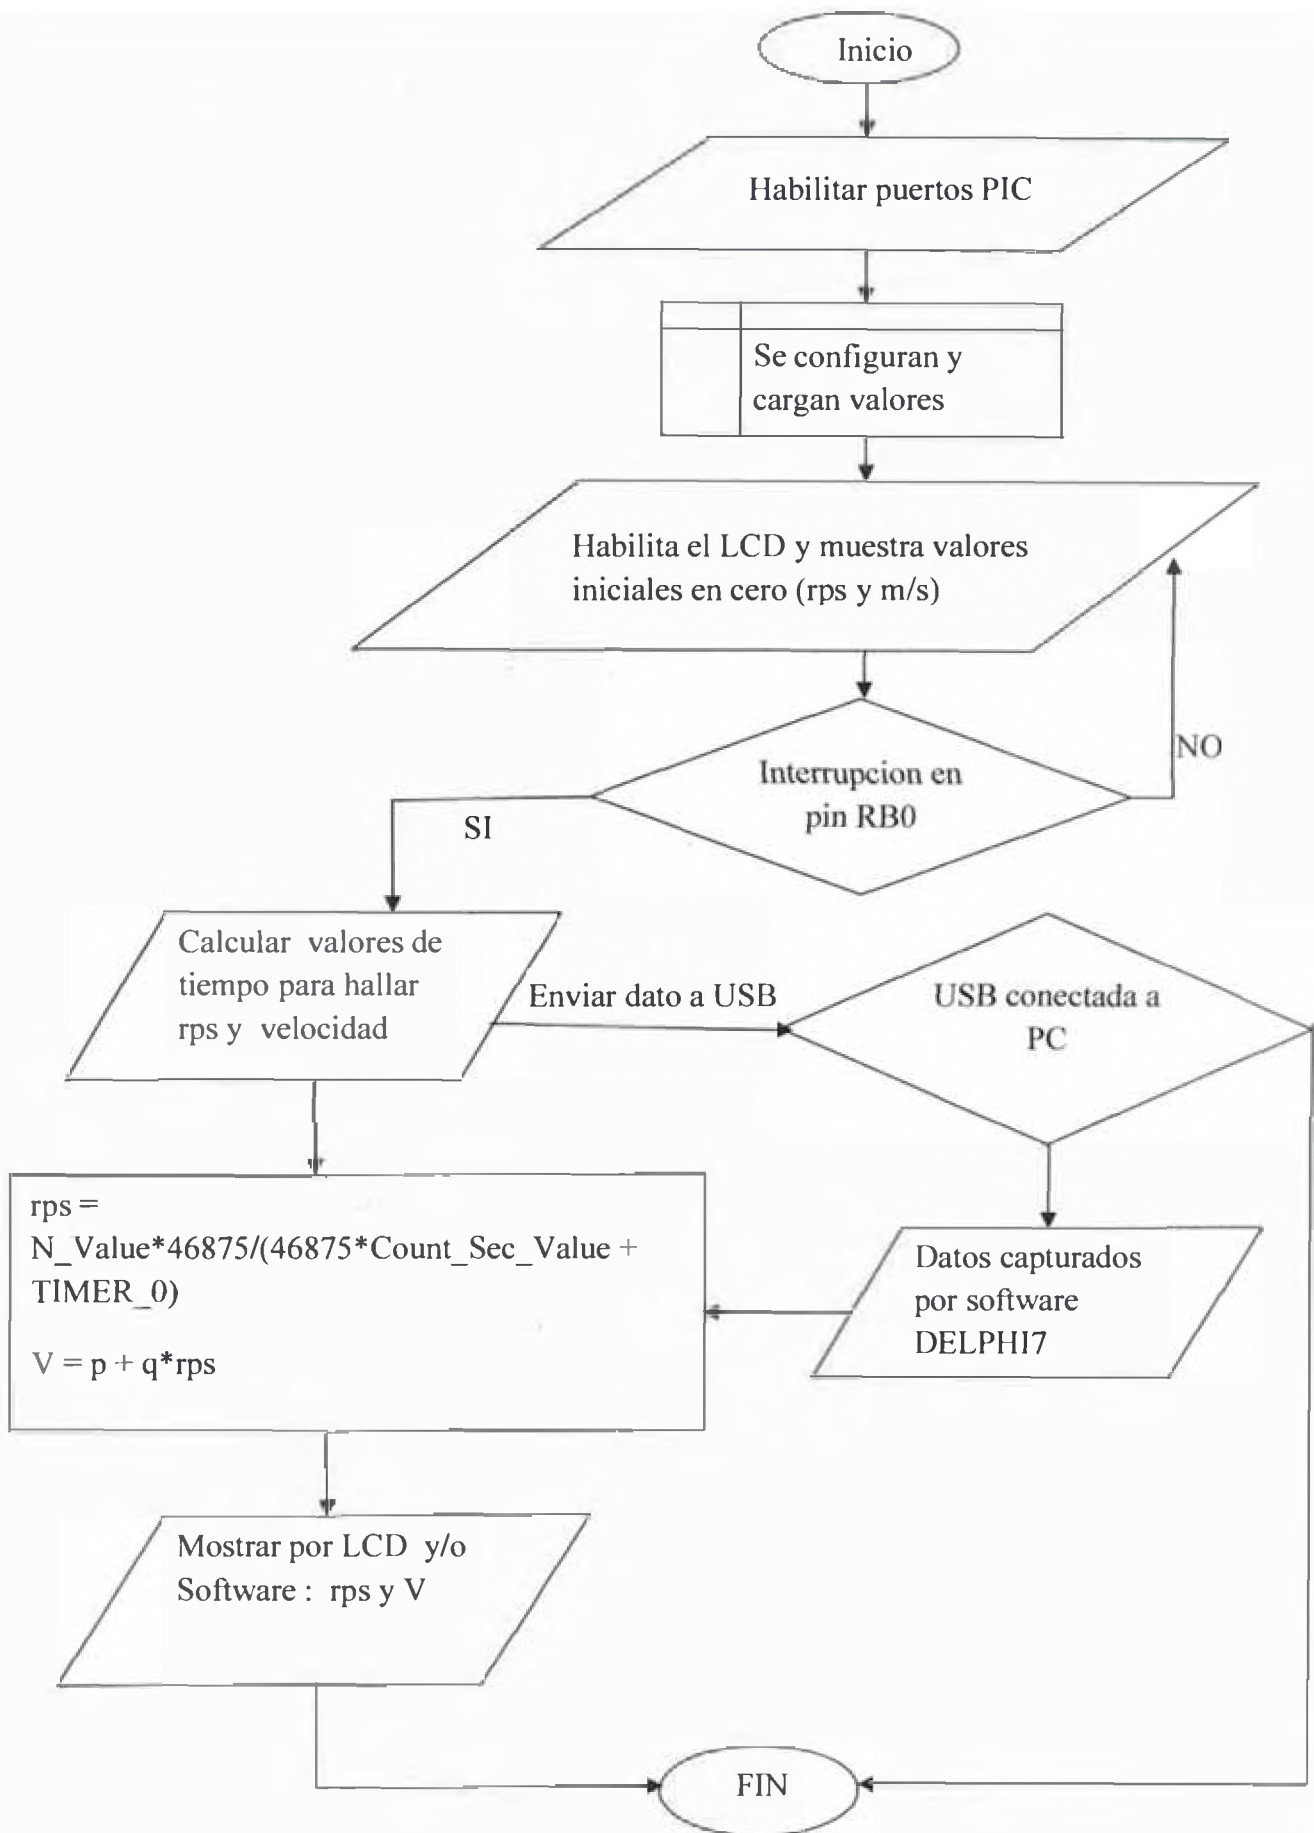 Inicio
Habilitar puertos PIC
Se configuran y
cargan valores
Habilita el LCD y muestra valores
iniciales en cero (rps y m/s)
NO
Interrupcion en
pin RB0
SI
Calcular valores de
tiempo para hallar
rps y velocidad
Enviar dato a USB
USB conectada a
PC
rps =
N_Value*46875/(46875*Count_Sec_Value +
TIMER_0)
V = p + q*rps
Datos capturados
por software
DELPHI7
Mostrar por LCD y/o
Software : rps y V
FIN